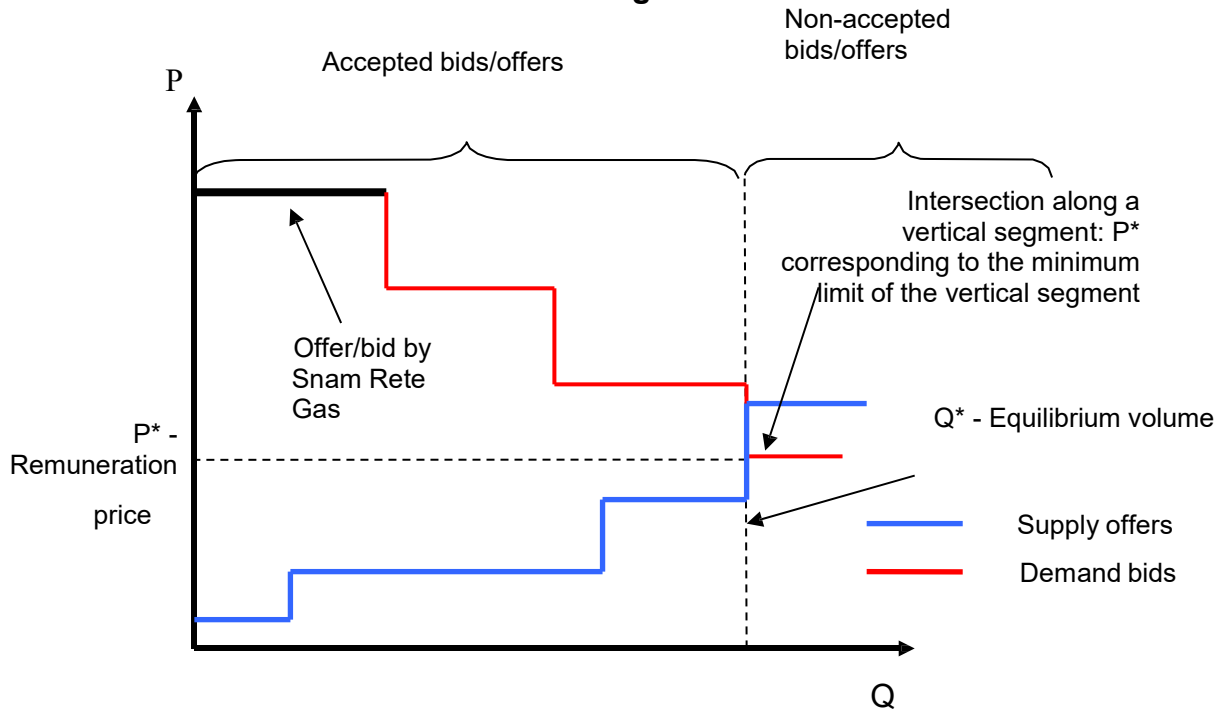 Non-accepted
bids/offers
Accepted bids/offers
P
Intersection along a
vertical segment: P*
corresponding to the minimum
limit of the vertical segment
Offer/bid by
Snam Rete
Gas
P* -
Remuneration
price
Q* - Equilibrium volume
Supply offers
Demand bids
Q